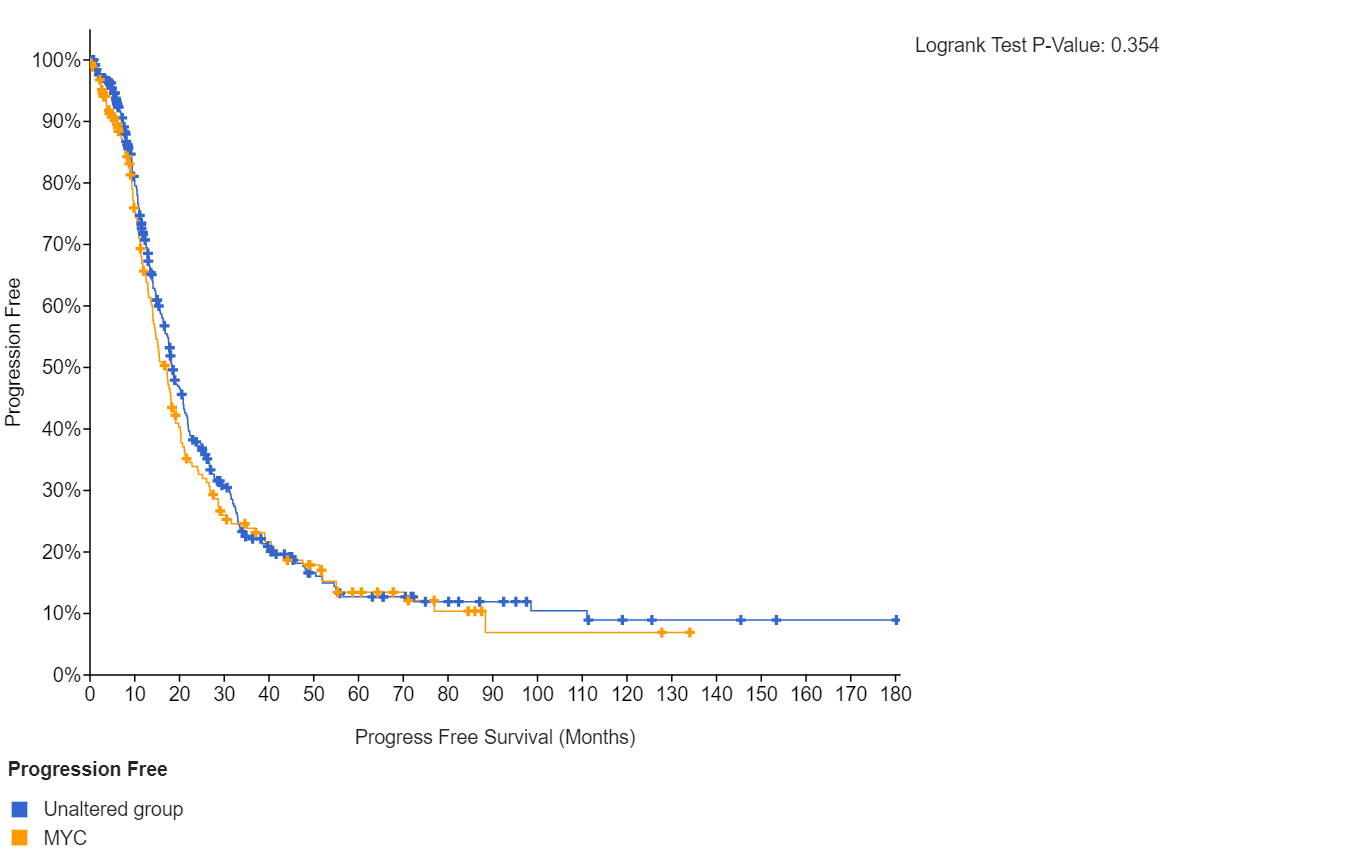 Logrank Test P-Value: 0.354
100%
90%
80%
70%
60%
50%
40%
30%
20%
10%
0%
Progression Free
0 10 20 30 40 50 60 70 80 90 100 110 120 130 140 150 160 170 180
Progress Free Survival (Months)
Progression Free
Unaltered group
MYC